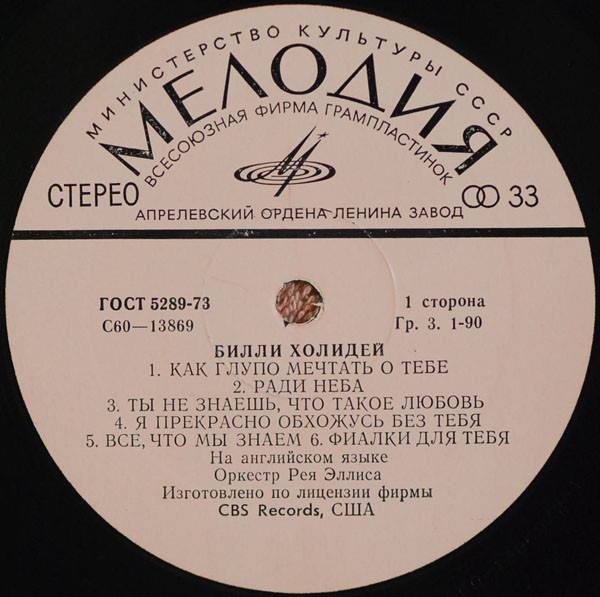 МИНИСТЕРСТВО КУЛЬТУРЫ СССР
МЕЛОДИЯ
ВСЕСОЮЗНАЯ ФИРМА ГРАМПЛАСТИНОК
СТЕРЕО
33
АПРЕЛЕВСКИЙ ОРДЕНА ЛЕНИНА ЗАВОД
ГОСТ 5289-73
1 сторона
С60—13869
Гр. 3. 1-90
БИЛЛИ ХОЛИДЕЙ
1. КАК ГЛУПО МЕЧТАТЬ О ТЕБЕ
2. РАДИ НЕБА
3. ТЫ НЕ ЗНАЕШЬ, ЧТО ТАКОЕ ЛЮБОВЬ
4. Я ПРЕКРАСНО ОБХОЖУСЬ БЕЗ ТЕБЯ
5. ВСЕ, ЧТО МЫ ЗНАЕМ 6. ФИАЛКИ ДЛЯ ТЕБЯ
На английском языке
Оркестр Рея Эллиса
Изготовлено по лицензии фирмы
CBS Records, США